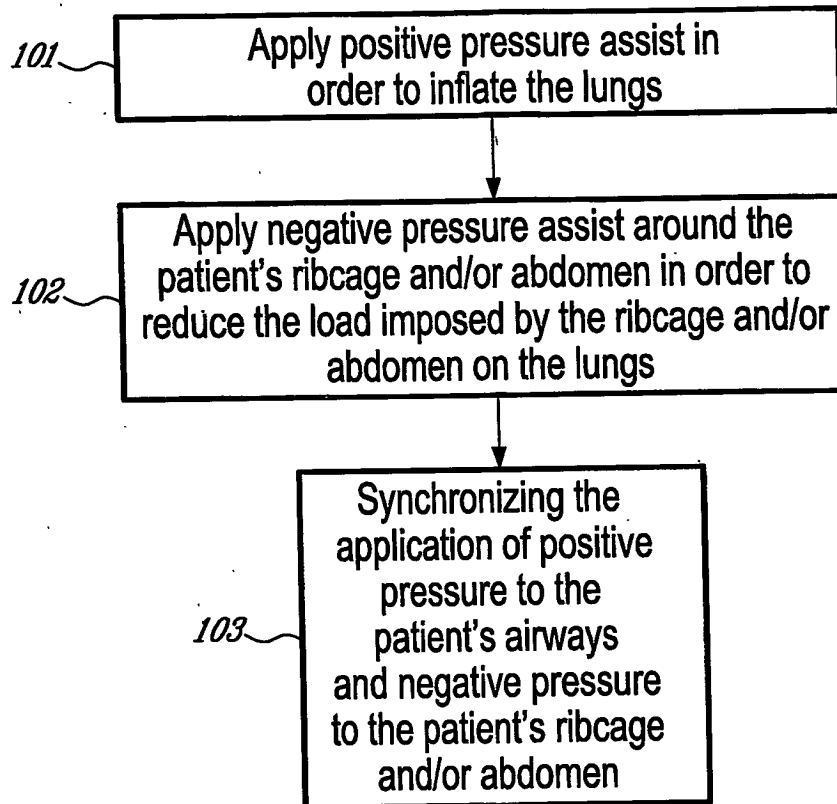 101
Apply positive pressure assist in
order to inflate the lungs
102
Apply negative pressure assist around the
patient's ribcage and/or abdomen in order to
reduce the load imposed by the ribcage and/or
abdomen on the lungs
103
Synchronizing the
application of positive
pressure to the
patient's airways
and negative pressure
to the patient's ribcage
and/or abdomen